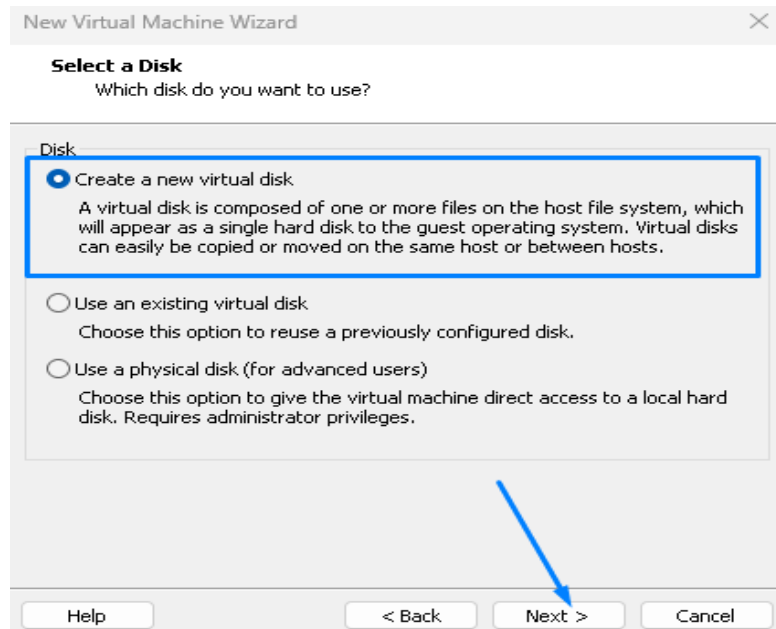 New Virtual Machine Wizard
Select a Disk
Which disk do you want to use?
Disk
Create a new virtual disk
A virtual disk is composed of one or more files on the host file system, which
will appear as a single hard disk to the guest operating system. Virtual disks
can easily be copied or moved on the same host or between hosts.
Use an existing virtual disk
Choose this option to reuse a previously configured disk.
Use a physical disk (for advanced users)
Choose this option to give the virtual machine direct access to a local hard
disk. Requires administrator privileges.
Help < Back Next > Cancel